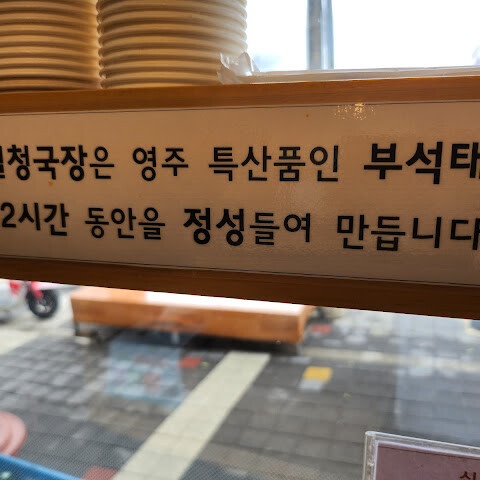 청국장은 영주 특산품인 부석태
2시간 동안을 정성들여 만듭니다